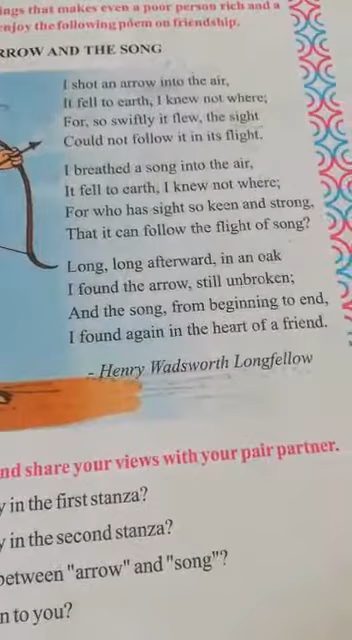 ings that makes even a poor person rich and a
enjoy the following poem on friendship.
RROW AND THE SONG
I shot an arrow into the air,
It fell to earth, I knew not where;
For, so swiftly it flew, the sight
Could not follow it in its flight.
I breathed a song into the air,
It fell to earth, I knew not where;
For who has sight so keen and strong,
That it can follow the flight of song?
Long, long afterward, in an oak
I found the arrow, still unbroken;
And the song, from beginning to end,
I found again in the heart of a friend.
- Henry Wadsworth Longfellow
nd share your views with your pair partner.
y in the first stanza?
y in the second stanza?
between "arrow" and "song"?
n to you?